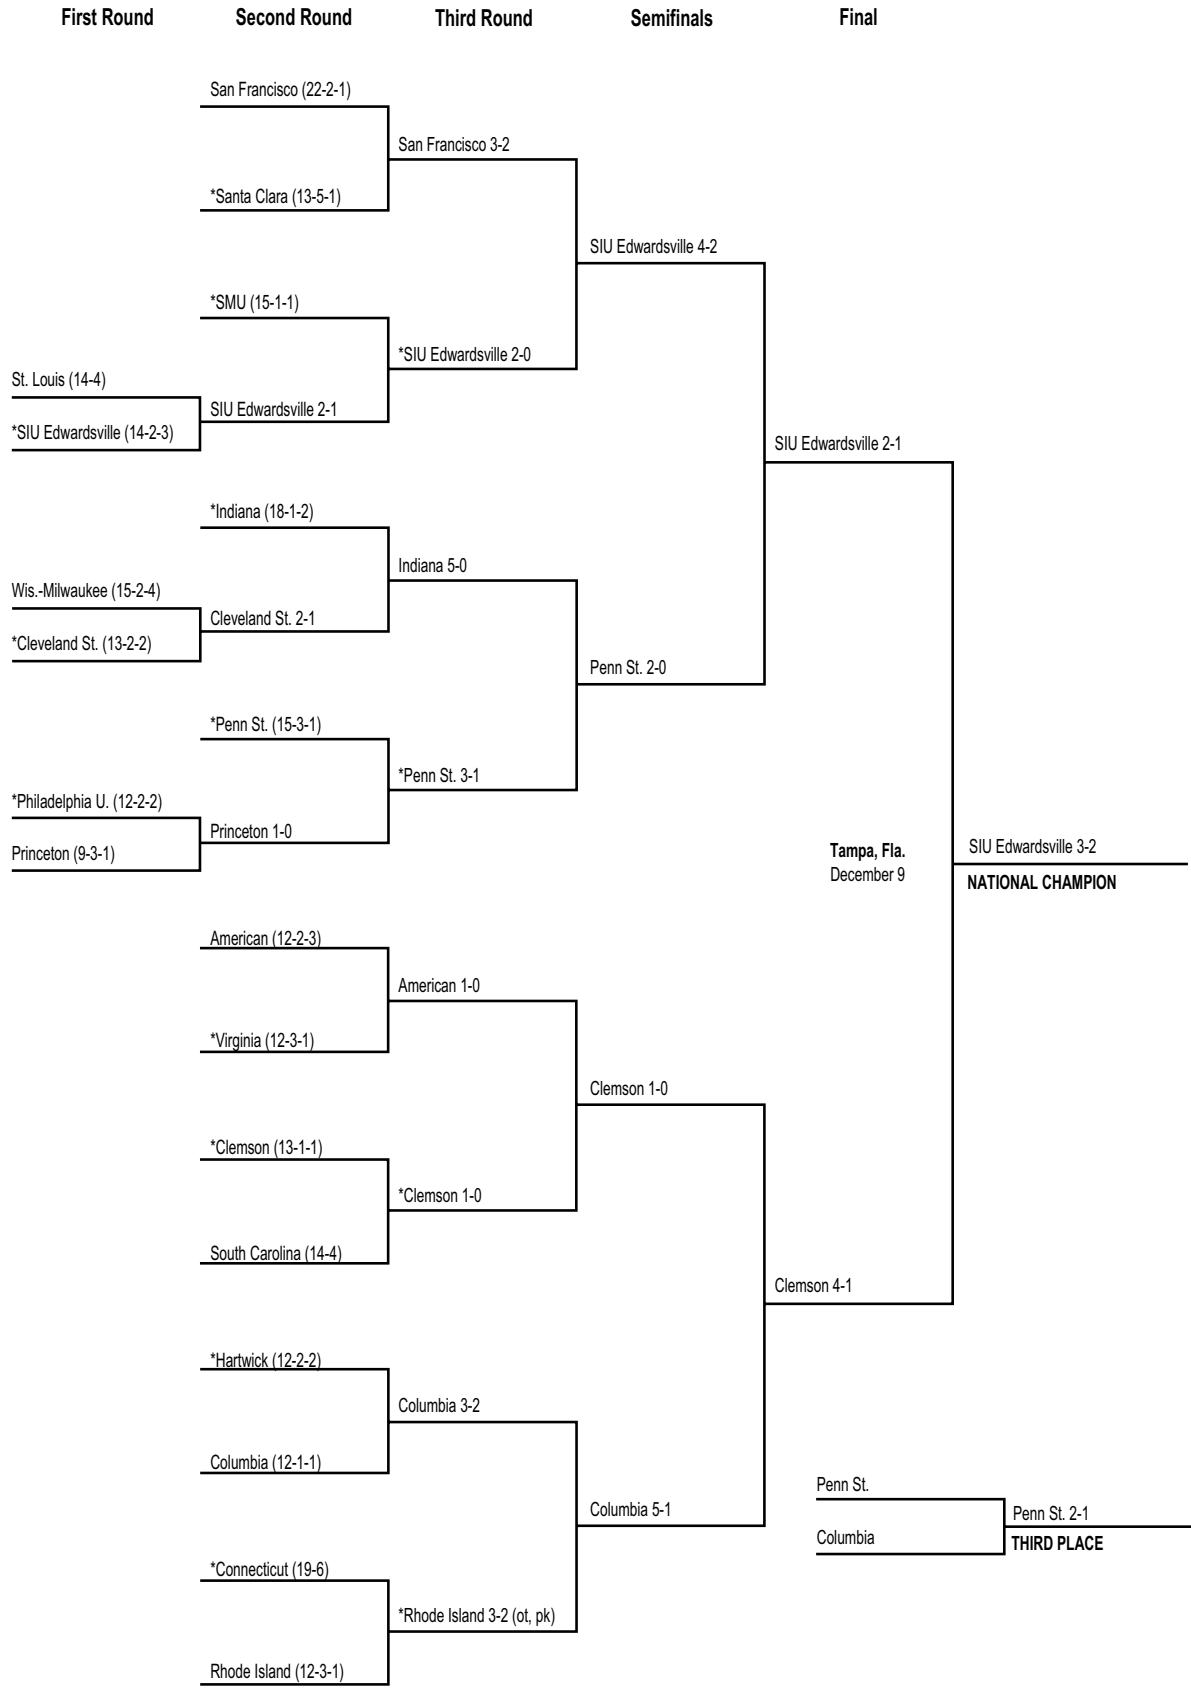 First Round Second Round Third Round Semifinals Final
San Francisco (22-2-1)
San Francisco 3-2
*Santa Clara (13-5-1)
SIU Edwardsville 4-2
*SMU (15-1-1)
*SIU Edwardsville 2-0
St. Louis (14-4)
SIU Edwardsville 2-1
*SIU Edwardsville (14-2-3)
SIU Edwardsville 2-1
*Indiana (18-1-2)
Indiana 5-0
Wis.-Milwaukee (15-2-4)
Cleveland St. 2-1
*Cleveland St. (13-2-2)
Penn St. 2-0
*Penn St. (15-3-1)
*Penn St. 3-1
*Philadelphia U. (12-2-2)
Princeton 1-0
Princeton (9-3-1)
Tampa, Fla.
December 9
SIU Edwardsville 3-2
NATIONAL CHAMPION
American (12-2-3)
American 1-0
*Virginia (12-3-1)
Clemson 1-0
*Clemson (13-1-1)
*Clemson 1-0
South Carolina (14-4)
Clemson 4-1
*Hartwick (12-2-2)
Columbia 3-2
Columbia (12-1-1)
Columbia 5-1
*Connecticut (19-6)
*Rhode Island 3-2 (ot, pk)
Rhode Island (12-3-1)
Penn St.
Penn St. 2-1
Columbia
THIRD PLACE